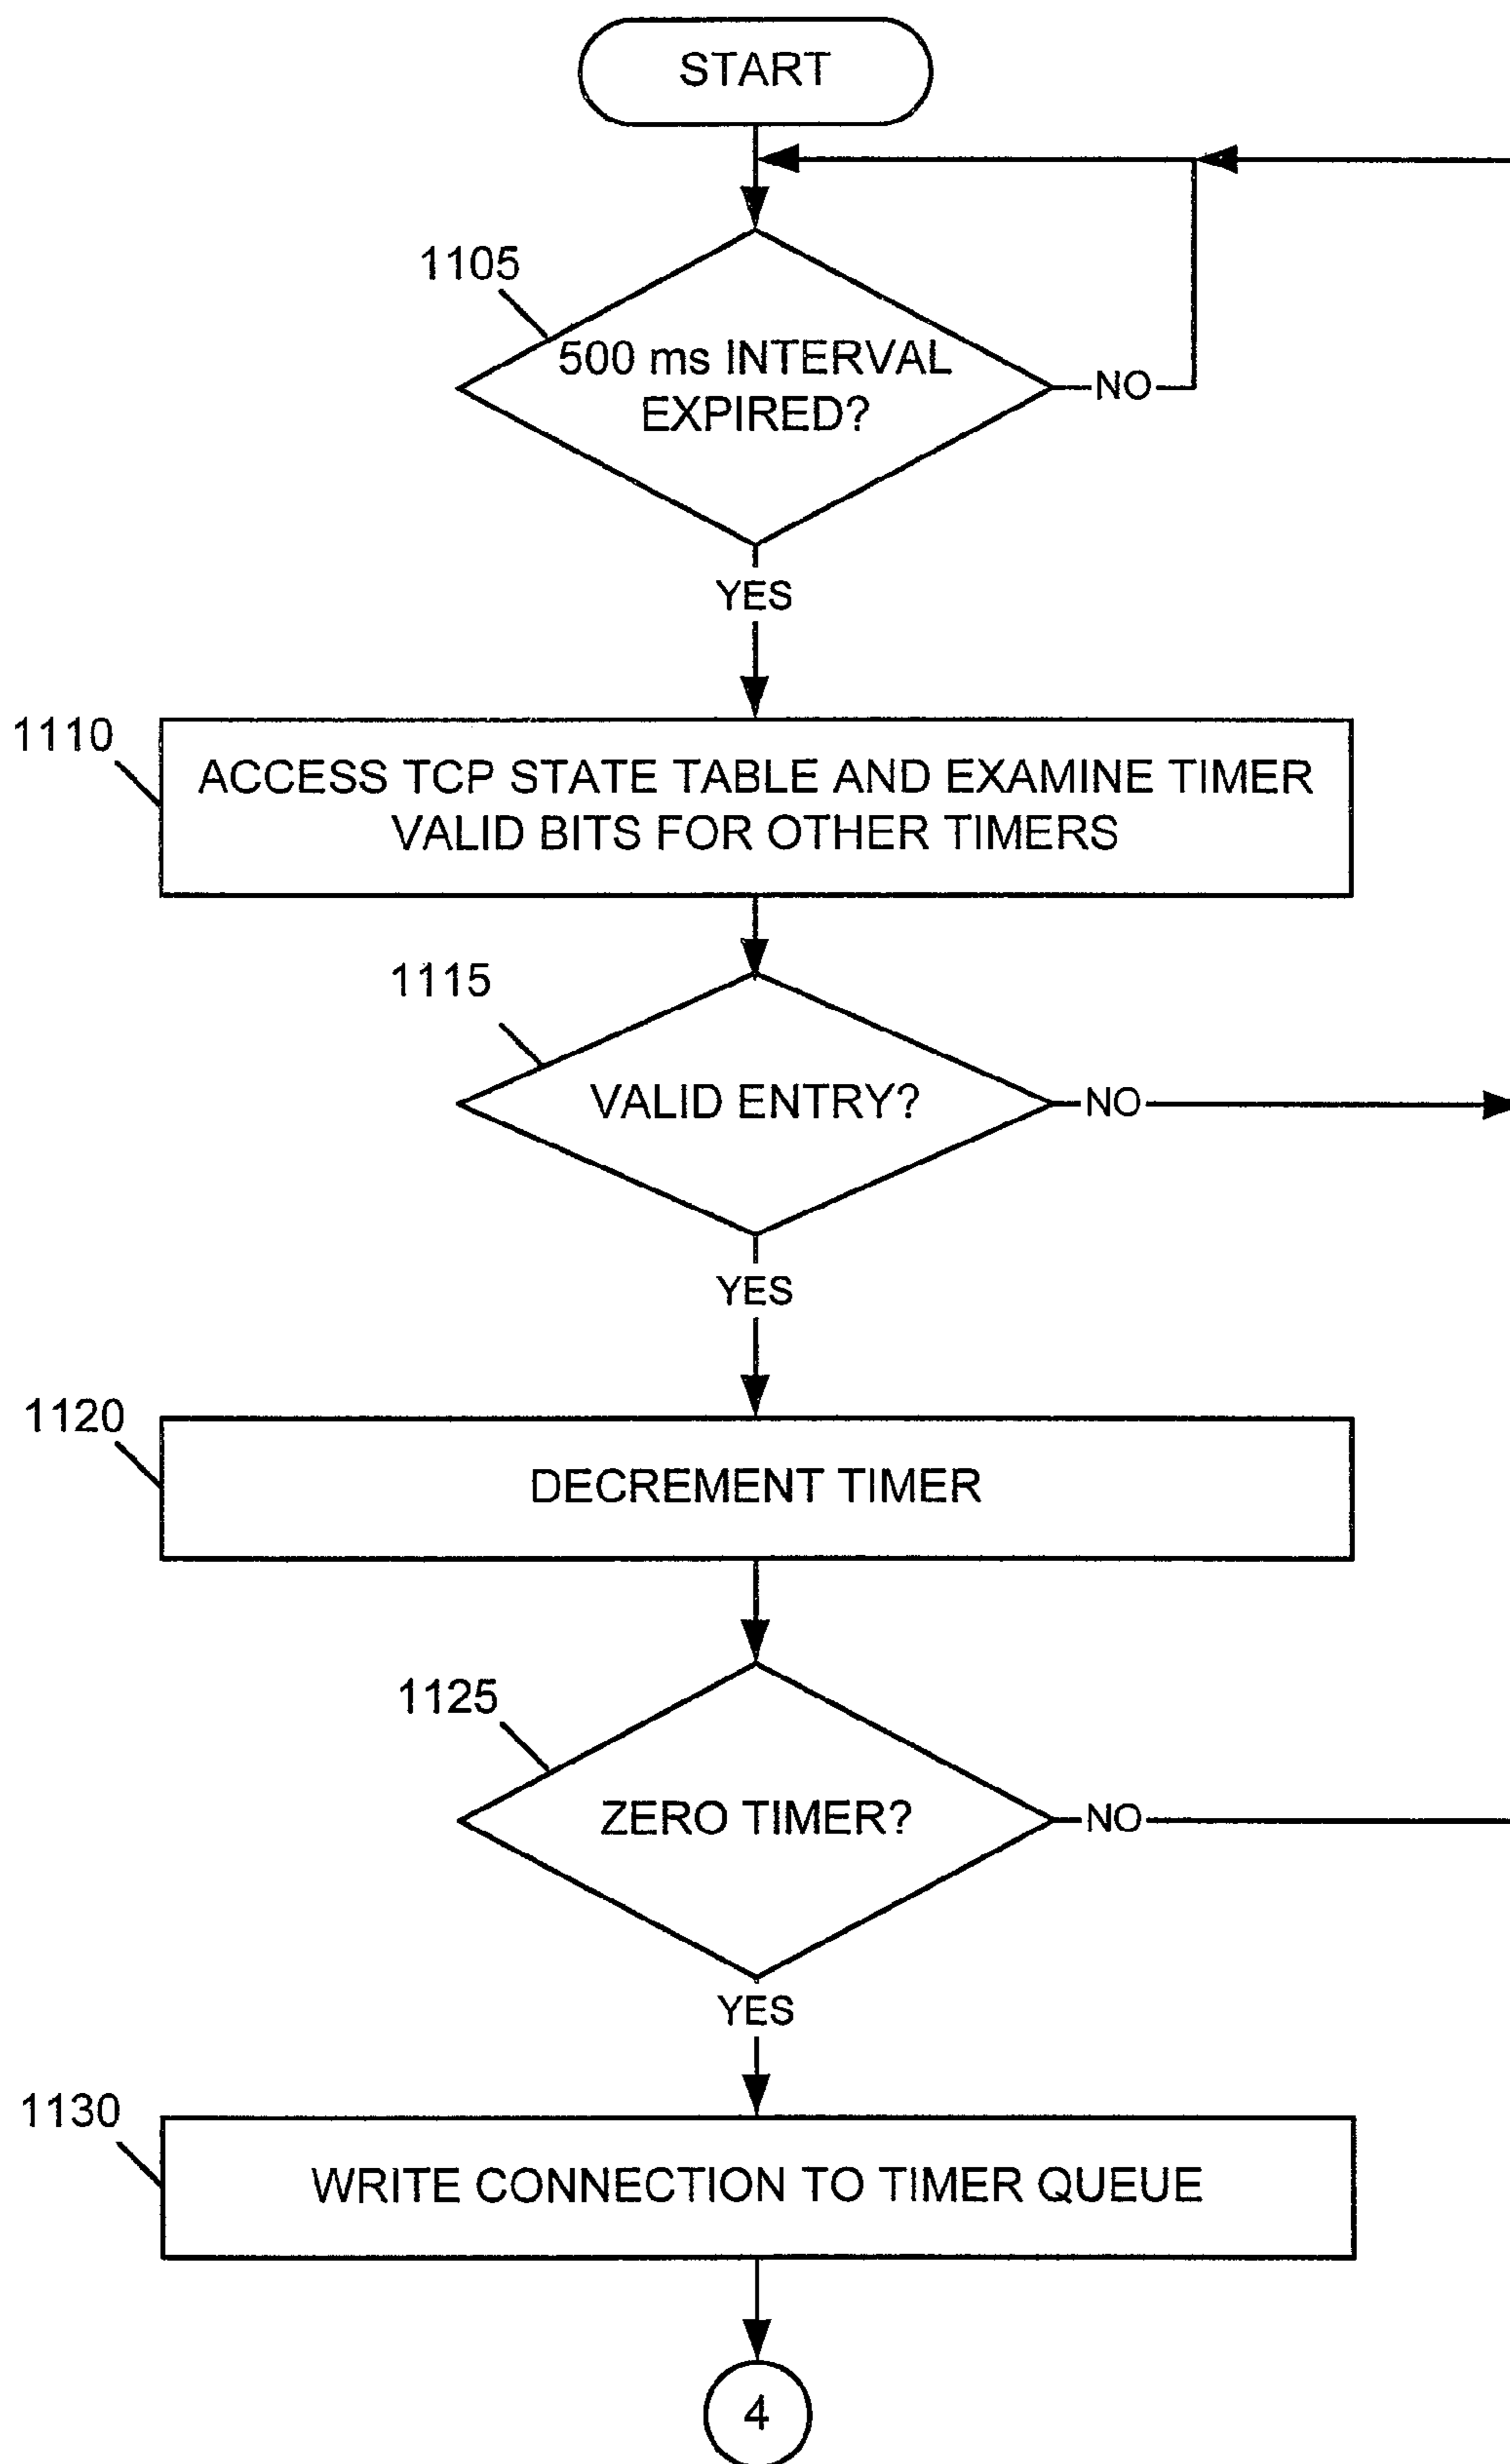 START
1105
500 ms INTERVAL
EXPIRED?
NO
YES
1110
ACCESS TCP STATE TABLE AND EXAMINE TIMER
VALID BITS FOR OTHER TIMERS
1115
VALID ENTRY?
NO
YES
1120
DECREMENT TIMER
1125
ZERO TIMER?
NO
YES
1130
WRITE CONNECTION TO TIMER QUEUE
4